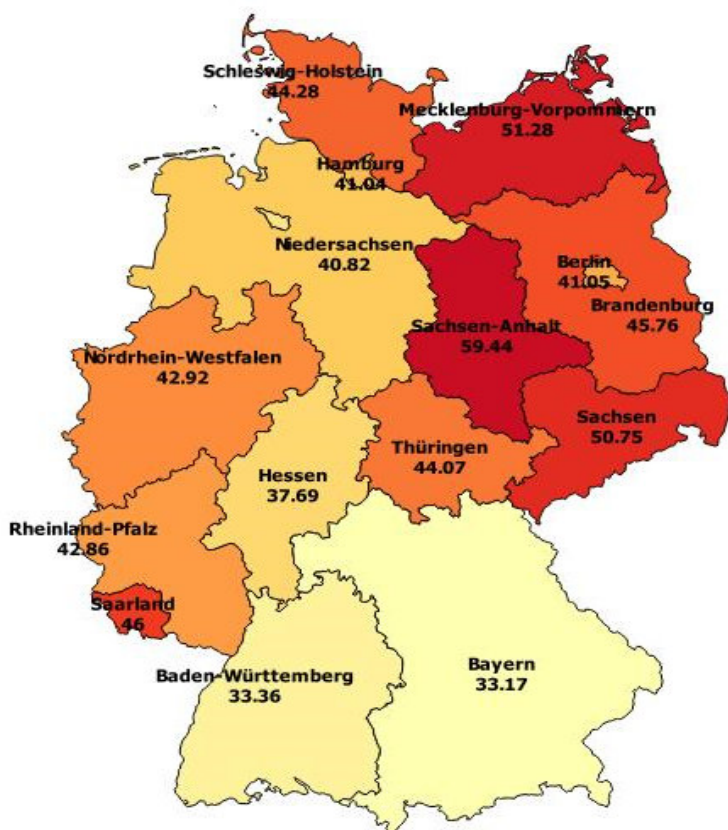 Schleswig-Holstein
44.28
Mecklenburg-Vorpommern
51.28
Hamburg
41.04
Niedersachsen
40.82
Berlin
41.05
Brandenburg
45.76
Sachsen-Anhalt
59.44
Nordrhein-Westfalen
42.92
Sachsen
50.75
Thüringen
44.07
Hessen
37.69
Rheinland-Pfalz
42.86
Saarland
46
Baden-Württemberg
33.36
Bayern
33.17